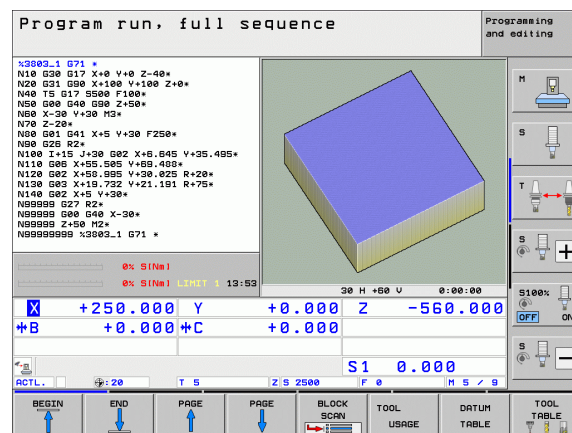 Program run, full sequence
Programming
and editing
%3803_1 G71 *
N10 G30 G17 X+0 Y+0 Z-40*
N20 G31 G90 X+100 Y+100 Z+0*
N40 T5 G17 S500 F100*
N50 G00 G40 G90 Z+50*
N60 X-30 Y+30 M3*
N70 Z-20*
N80 G01 G41 X+5 Y+30 F250*
N90 G26 R2*
N100 I+15 J+30 G02 X+6.645 Y+35.495*
N110 G06 X+55.505 Y+69.488*
N120 G02 X+58.995 Y+30.025 R+20*
N130 G03 X+19.732 Y+21.191 R+75*
N140 G02 X+5 Y+30*
N99999 G27 R2*
N99999 G00 G40 X-30*
N99999 Z+50 M2*
N99999999 %3803_1 G71 *
0% S[Nm]
0% S[Nm] LIMIT 1 13:53
30 H +60 V 0:00:00
X +250.000 Y +0.000 Z -560.000
B +0.000 C +0.000
S1 0.000
ACTL. :20 T 5 Z S 2500 F 0 M 5 / 9
M
S
T
S
+
S100%
OFF ON
S
-
BEGIN
END
PAGE
PAGE
BLOCK
SCAN
TOOL
USAGE
DATUM
TABLE
TOOL
TABLE